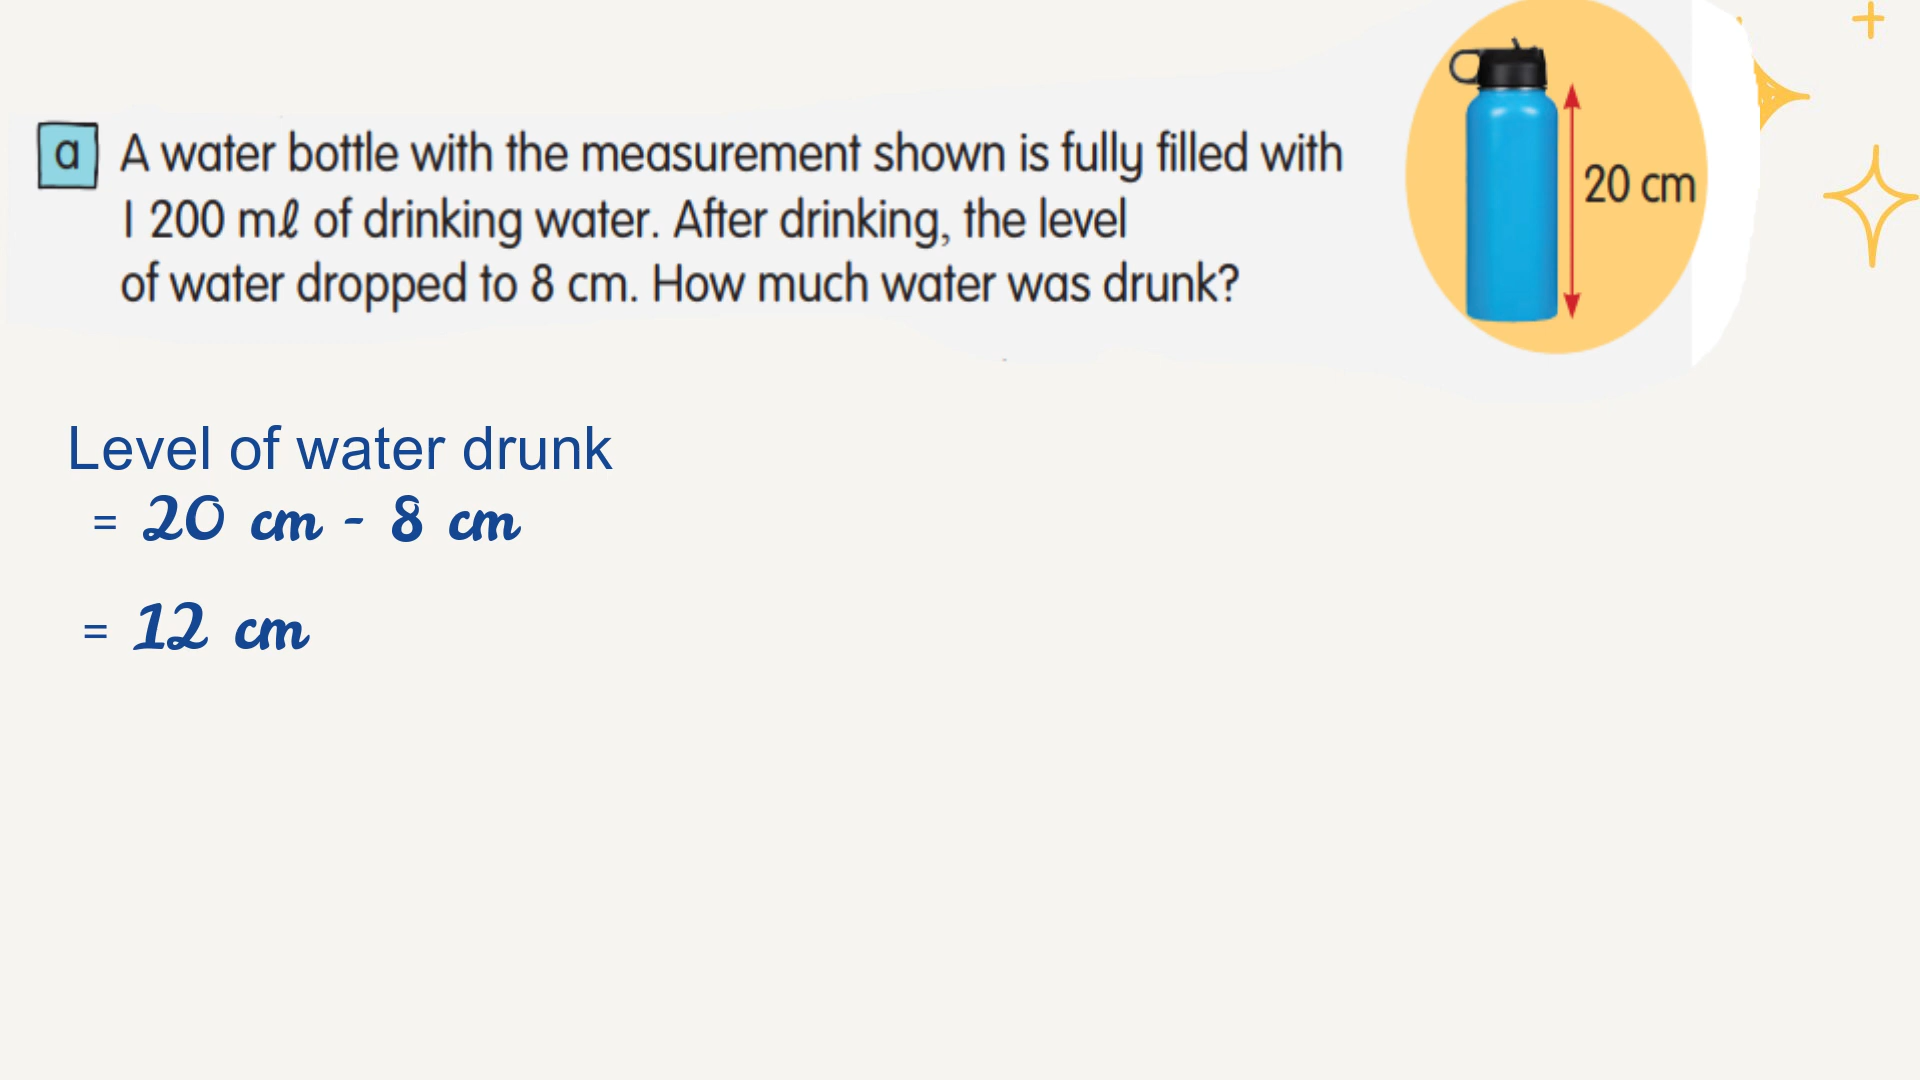 a A water bottle with the measurement shown is fully filled with
1 200 mℓ of drinking water. After drinking, the level
of water dropped to 8 cm. How much water was drunk?
20 cm
Level of water drunk
= 20 cm - 8 cm
= 12 cm